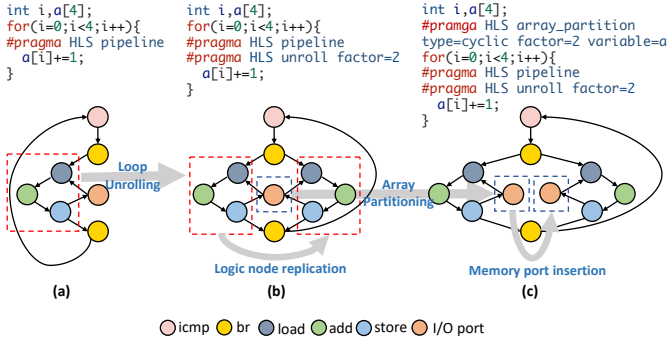 int i,a[4];
for(i=0;i<4;i++){
#pragma HLS pipeline
a[i]+=1;
}
int i,a[4];
for(i=0;i<4;i++){
#pragma HLS pipeline
#pragma HLS unroll factor=2
a[i]+=1;
}
int i,a[4];
#pramga HLS array_partition
type=cyclic factor=2 variable=a
for(i=0;i<4;i++){
#pragma HLS pipeline
#pragma HLS unroll factor=2
a[i]+=1;
}
Loop
Unrolling
Array
Partitioning
Logic node replication
Memory port insertion
(a)
(b)
(c)
icmp br load add store I/O port